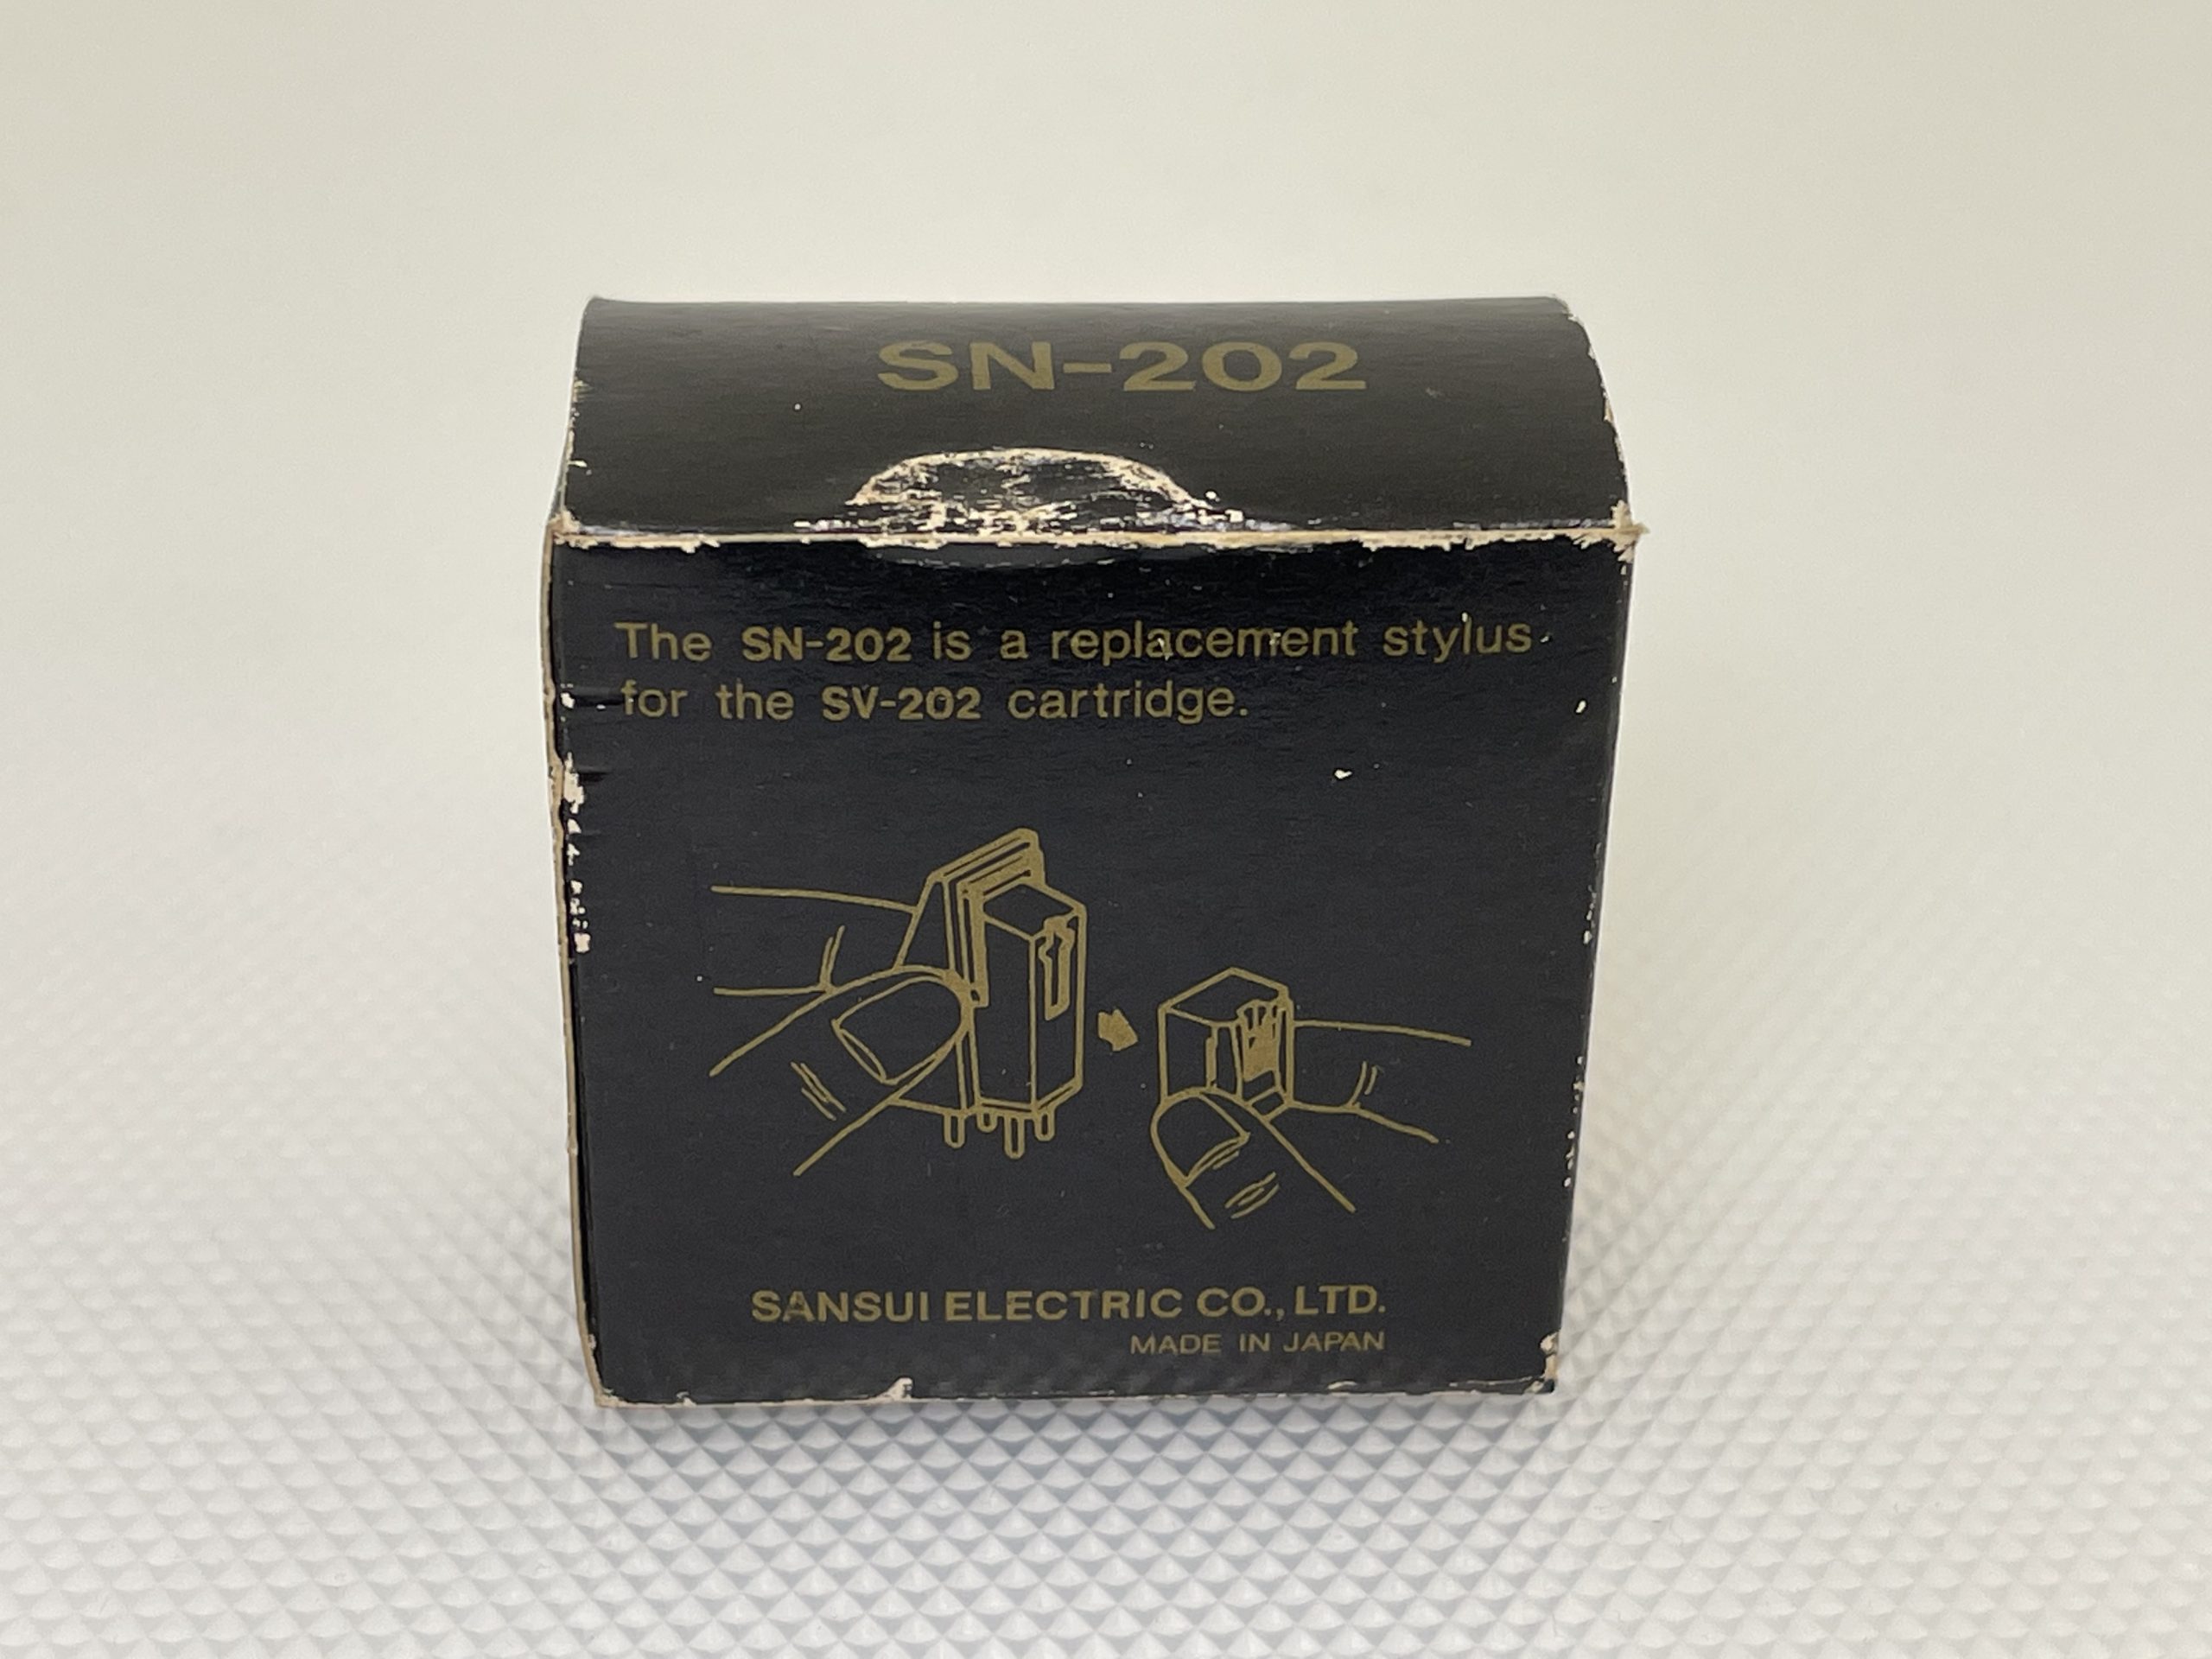 SN-202
The SN-202 is a replacement stylus
for the SV-202 cartridge.
SANSUI ELECTRIC CO., LTD.
MADE IN JAPAN